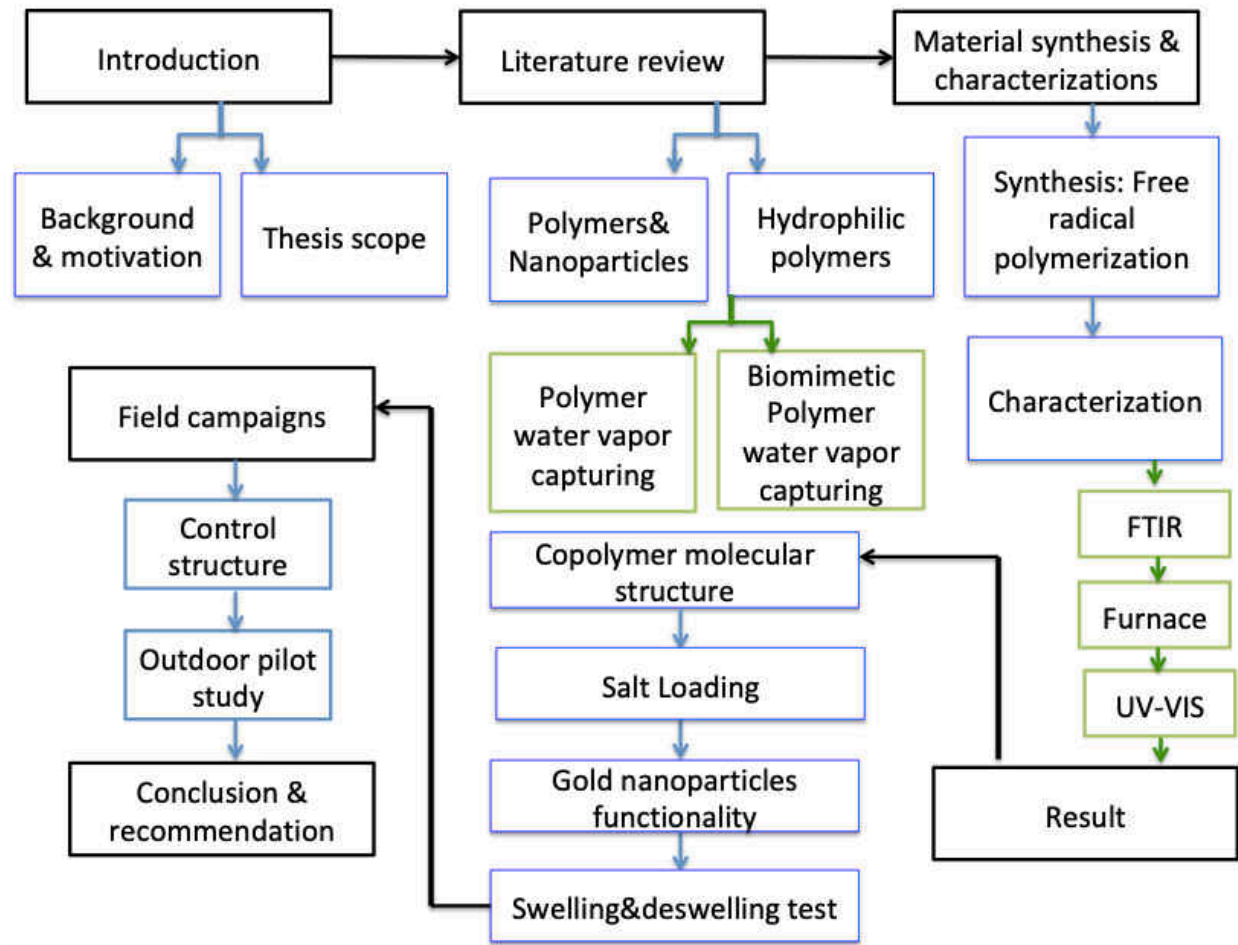 Introduction
Literature review
Material synthesis &
characterizations
Background
& motivation
Thesis scope
Polymers&
Nanoparticles
Hydrophilic
polymers
Synthesis: Free
radical
polymerization
Polymer
water vapor
capturing
Biomimetic
Polymer
water vapor
capturing
Characterization
FTIR
Furnace
UV-VIS
Result
Copolymer molecular
structure
Salt Loading
Gold nanoparticles
functionality
Swelling&deswelling test
Field campaigns
Control
structure
Outdoor pilot
study
Conclusion &
recommendation